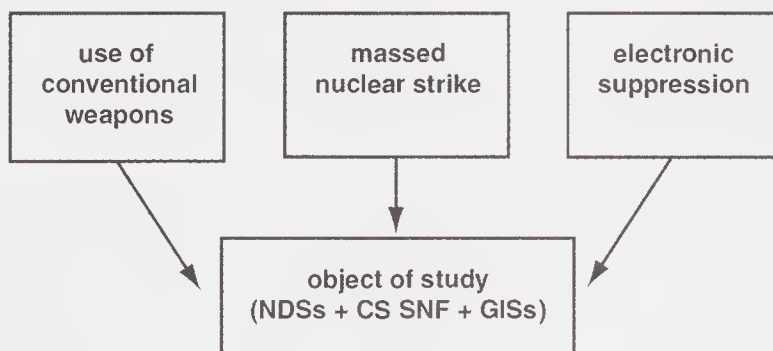 use of
conventional
weapons
massed
nuclear strike
electronic
suppression
object of study
(NDSs + CS SNF + GISs)